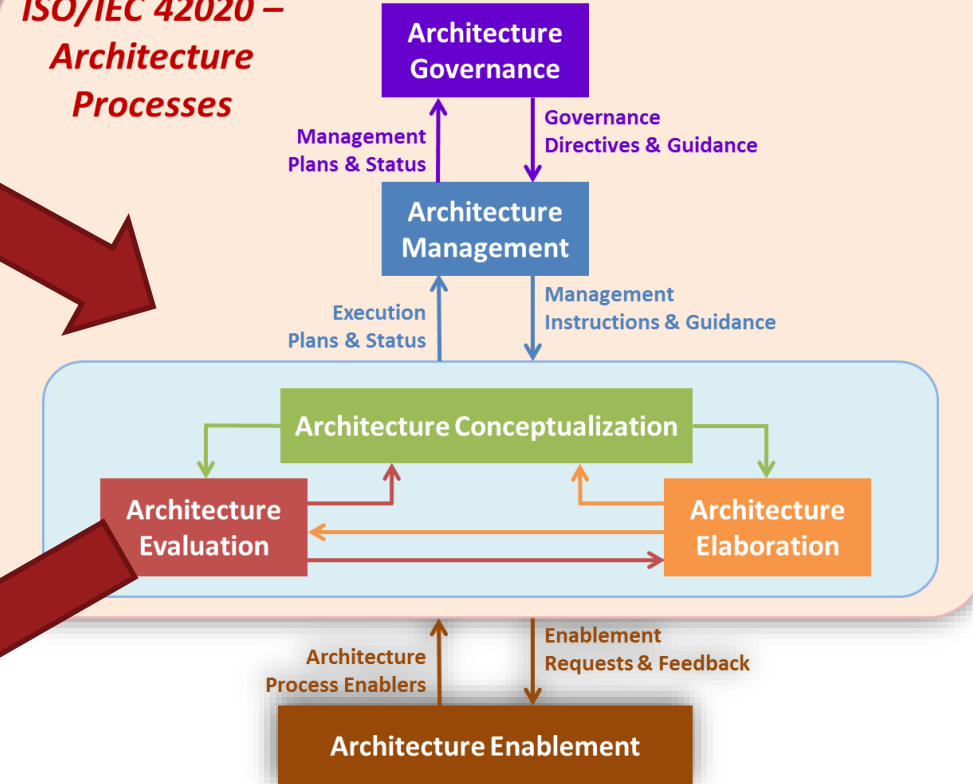 ISO/IEC 42020 –
Architecture
Processes
Architecture
Governance
Management
Plans & Status
Governance
Directives & Guidance
Architecture
Management
Execution
Plans & Status
Management
Instructions & Guidance
Architecture Conceptualization
Architecture
Evaluation
Architecture
Elaboration
Architecture
Process Enablers
Enablement
Requests & Feedback
Architecture Enablement